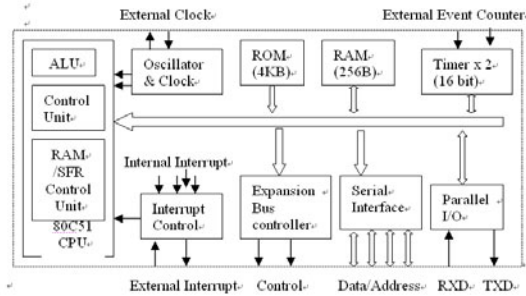 External Clock
External Event Counter
ALU
Oscillator
& Clock
ROM
(4KB)
RAM
(256B)
Timer x 2
(16 bit)
Control
Unit
RAM
/SFR
Control
Unit
80C51
CPU
Internal Interrupt
Interrupt
Control
Expansion
Bus
controller
Serial
Interface
Parallel
I/O
External Interrupt
Control
Data/Address
RXD
TXD